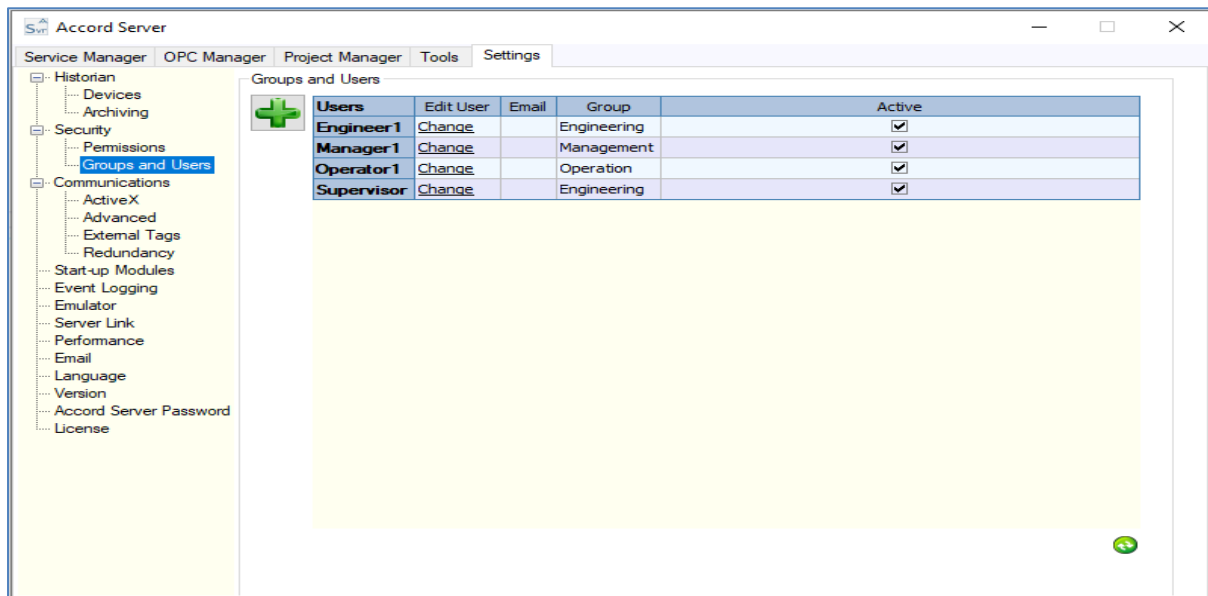 Svr Accord Server
Service Manager OPC Manager Project Manager Tools Settings
Historian
Devices
Archiving
Security
Permissions
Groups and Users
Communications
ActiveX
Advanced
External Tags
Redundancy
Start-up Modules
Event Logging
Emulator
Server Link
Performance
Email
Language
Version
Accord Server Password
License
Groups and Users
Users Edit User Email Group Active
Engineer1 Change Engineering
Manager1 Change Management
Operator1 Change Operation
Supervisor Change Engineering